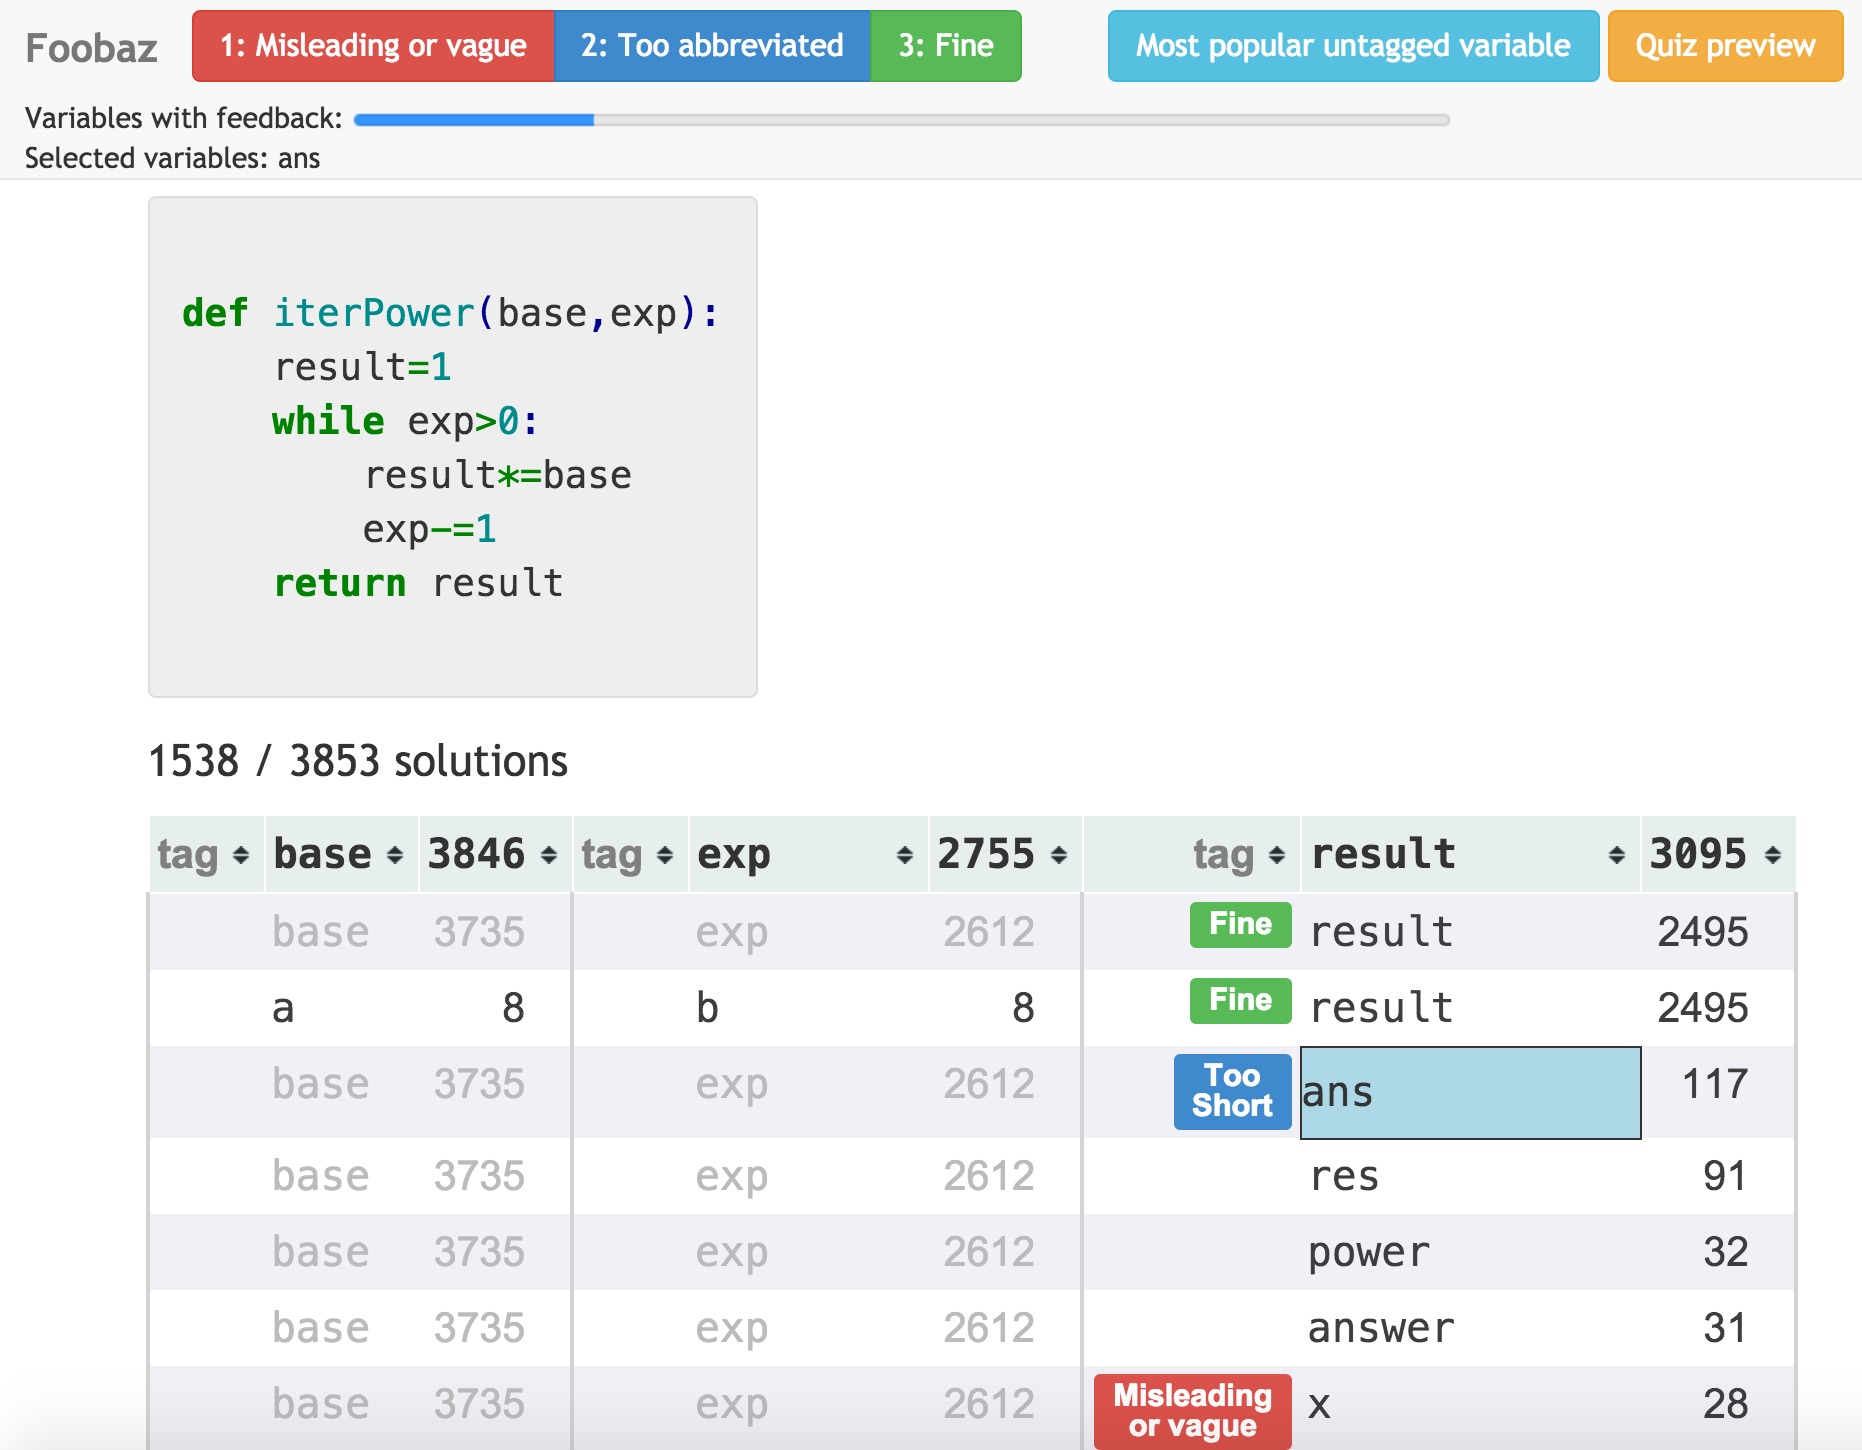 Foobaz 1: Misleading or vague 2: Too abbreviated 3: Fine Most popular untagged variable Quiz preview
Variables with feedback:
Selected variables: ans
def iterPower(base,exp):
    result=1
    while exp>0:
        result*=base
        exp-=1
    return result
1538 / 3853 solutions
tag base 3846 tag exp 2755 tag result 3095
base 3735 exp 2612 Fine result 2495
a 8 b 8 Fine result 2495
base 3735 exp 2612 Too Short ans 117
base 3735 exp 2612 res 91
base 3735 exp 2612 power 32
base 3735 exp 2612 answer 31
base 3735 exp 2612 Misleading or vague x 28